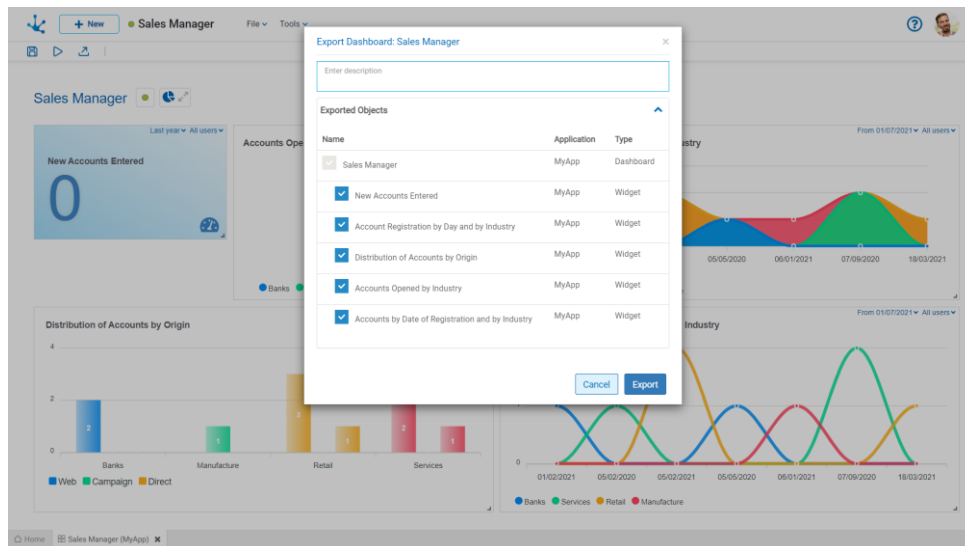 + New
Sales Manager
File
Tools
?
Export Dashboard: Sales Manager
×
Enter description
Exported Objects
Name Application Type
Sales Manager MyApp Dashboard
New Accounts Entered MyApp Widget
Account Registration by Day and by Industry MyApp Widget
Distribution of Accounts by Origin MyApp Widget
Accounts Opened by Industry MyApp Widget
Accounts by Date of Registration and by Industry MyApp Widget
Cancel Export
Sales Manager
Last year All users
New Accounts Entered
0
Accounts Ope
Banks
From 01/07/2021 All users
stry
05/05/2020 06/01/2021 07/09/2020 18/03/2021
Distribution of Accounts by Origin
4
2
0
2
1
3
1
2
1
Banks Manufacture Retail Services
Web Campaign Direct
From 01/07/2021 All users
Industry
0
01/02/2021 05/02/2020 05/02/2021 05/05/2020 06/01/2021 07/09/2020 18/03/2021
Banks Services Retail Manufacture
Home Sales Manager (MyApp) ✖